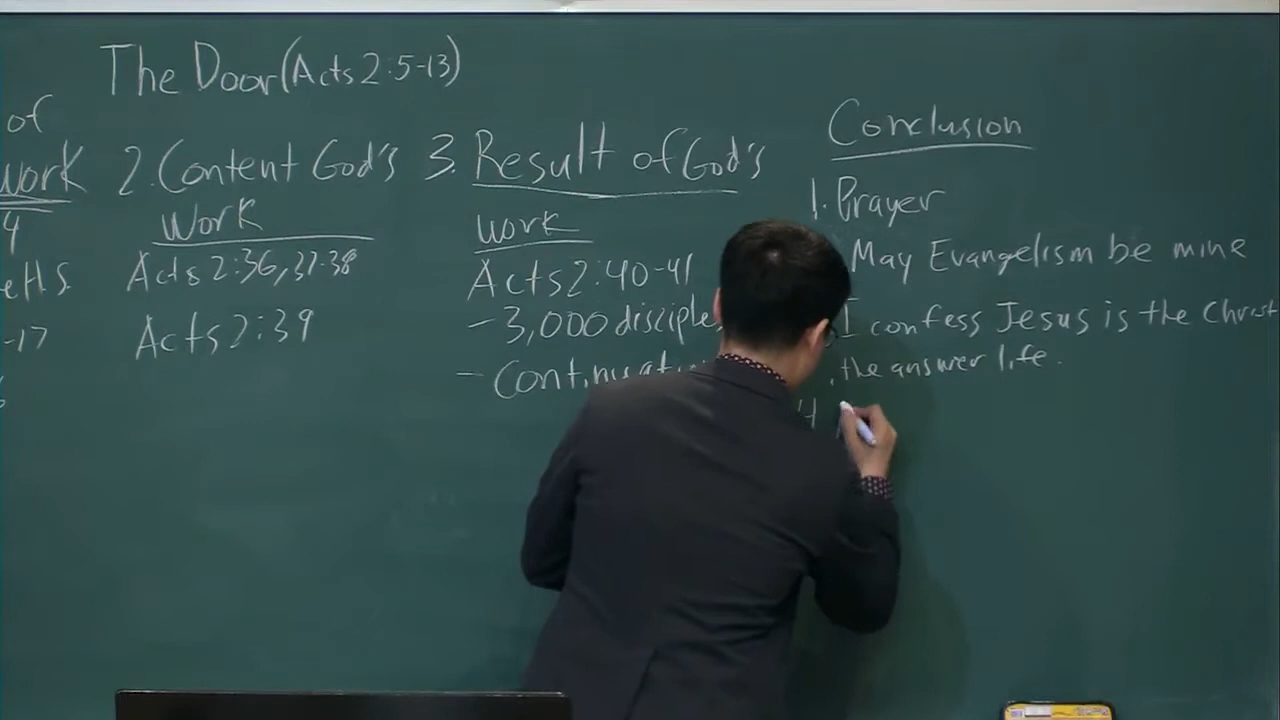 The Door (Acts 2:5-13)
of
work
4
-17
2. Content God's
Work
Acts 2:36, 37-38
Acts 2:39
3. Result of God's
work
Acts 2:40-41
- 3,000 disciple
-
Conclusion
1. Prayer
May Evangelism be mine
I confess Jesus is the Christ
, the answer life.
4